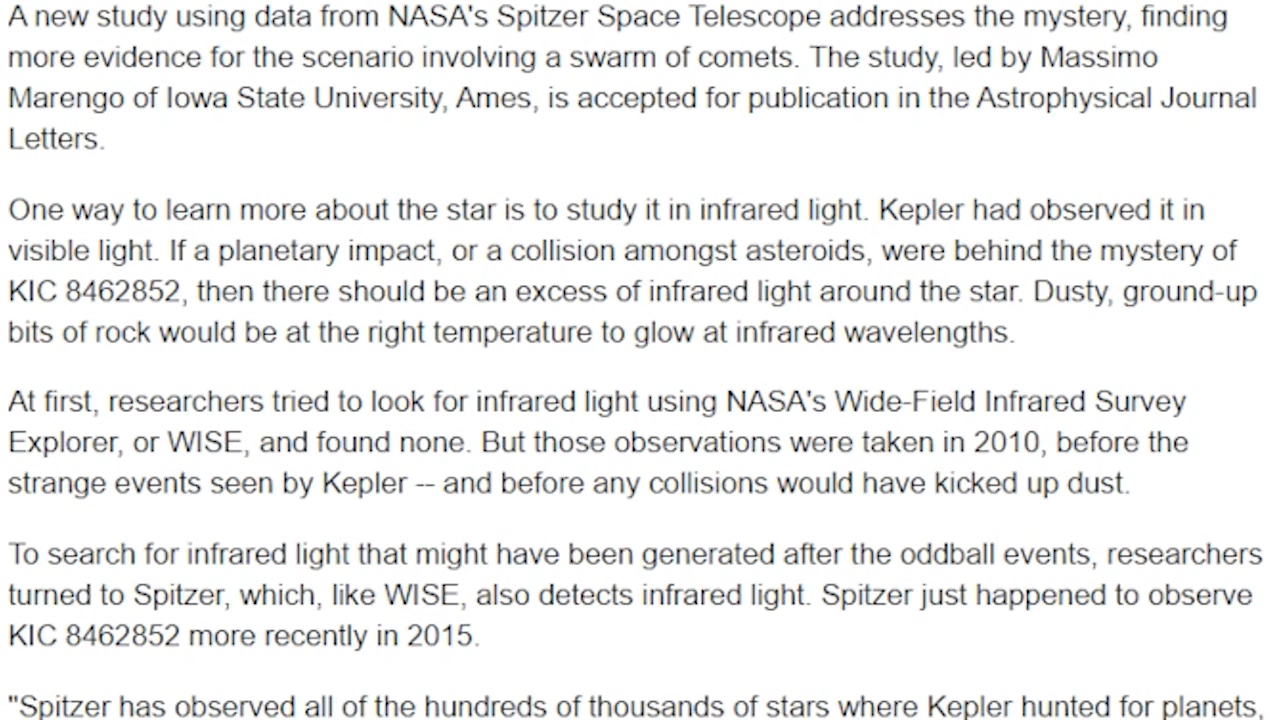 A new study using data from NASA's Spitzer Space Telescope addresses the mystery, finding
more evidence for the scenario involving a swarm of comets. The study, led by Massimo
Marengo of Iowa State University, Ames, is accepted for publication in the Astrophysical Journal
Letters.
One way to learn more about the star is to study it in infrared light. Kepler had observed it in
visible light. If a planetary impact, or a collision amongst asteroids, were behind the mystery of
KIC 8462852, then there should be an excess of infrared light around the star. Dusty, ground-up
bits of rock would be at the right temperature to glow at infrared wavelengths.
At first, researchers tried to look for infrared light using NASA's Wide-Field Infrared Survey
Explorer, or WISE, and found none. But those observations were taken in 2010, before the
strange events seen by Kepler -- and before any collisions would have kicked up dust.
To search for infrared light that might have been generated after the oddball events, researchers
turned to Spitzer, which, like WISE, also detects infrared light. Spitzer just happened to observe
KIC 8462852 more recently in 2015.
"Spitzer has observed all of the hundreds of thousands of stars where Kepler hunted for planets,